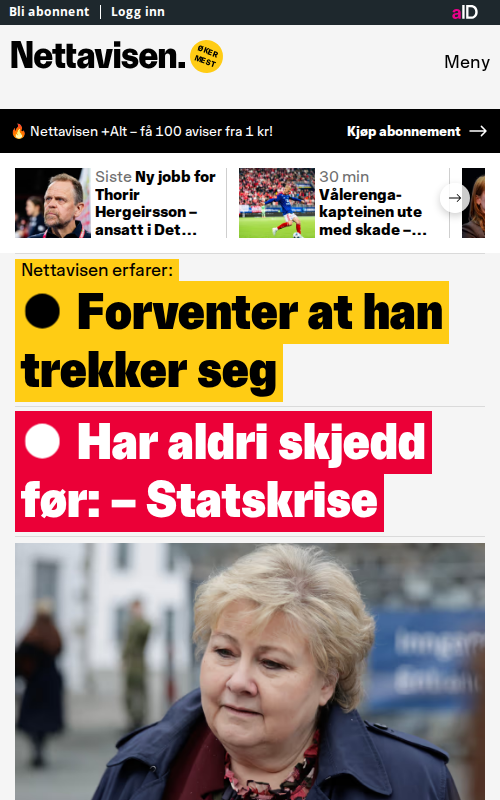 Bli abonnent | Logg inn
aID
Nettavisen.
ØKER
MEST
Meny
🔥 Nettavisen +Alt – få 100 aviser fra 1 kr!
Kjøp abonnement →
Siste Ny jobb for
Thorir
Hergeirsson –
ansatt i Det…
30 min
Vålerenga-
kapteinen ute
med skade –…
Nettavisen erfarer:
Forventer at han
trekker seg
Har aldri skjedd
før: – Statskrise